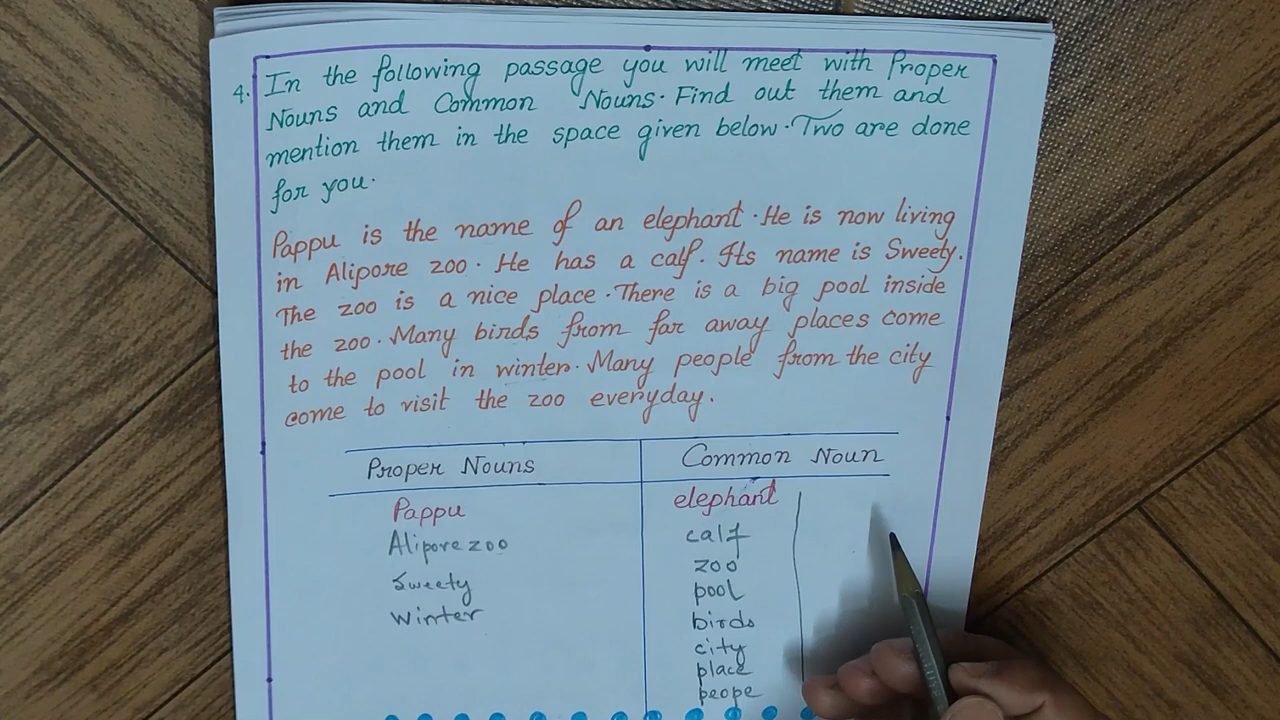 4. In the following passage you will meet with Proper
Nouns and Common Nouns. Find out them and
mention them in the space given below. Two are done
for you.
Pappu is the name of an elephant. He is now living
in Alipore zoo. He has a calf. Its name is Sweety.
The zoo is a nice place. There is a big pool inside
the zoo. Many birds from far away places come
to the pool in winter. Many people from the city
come to visit the zoo everyday.
Proper Nouns Common Noun
Pappu elephant
Alipore zoo calf
Sweety zoo
Winter pool
birds
city
place
peope